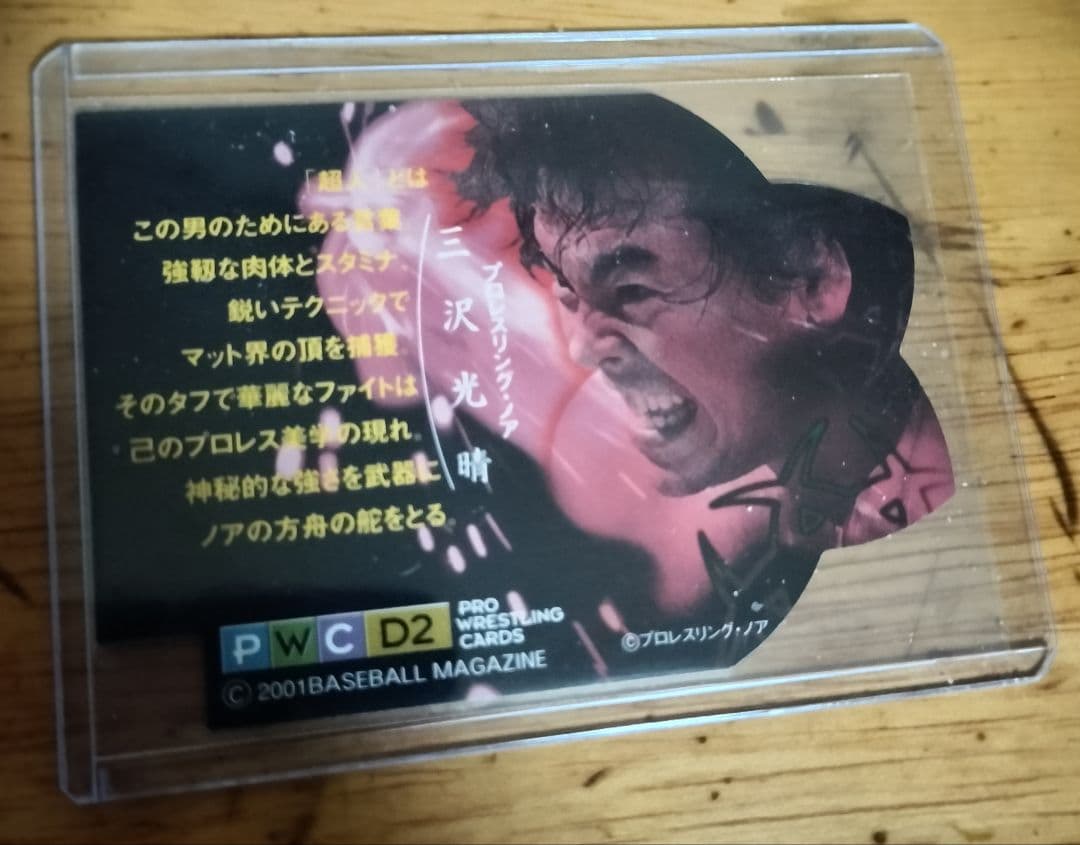 「超人」とは
この男のためにある言葉
強靱な肉体とスタミナ、
鋭いテクニックで
マット界の頂を捕獲。
そのタフで華麗なファイトは
己のプロレス美学の現れ。
神秘的な強さを武器に
ノアの方舟の舵をとる。
三沢光晴
プロレスリング・ノア
PWC D2
PRO
WRESTLING
CARDS
©2001BASEBALL MAGAZINE
©プロレスリング・ノア